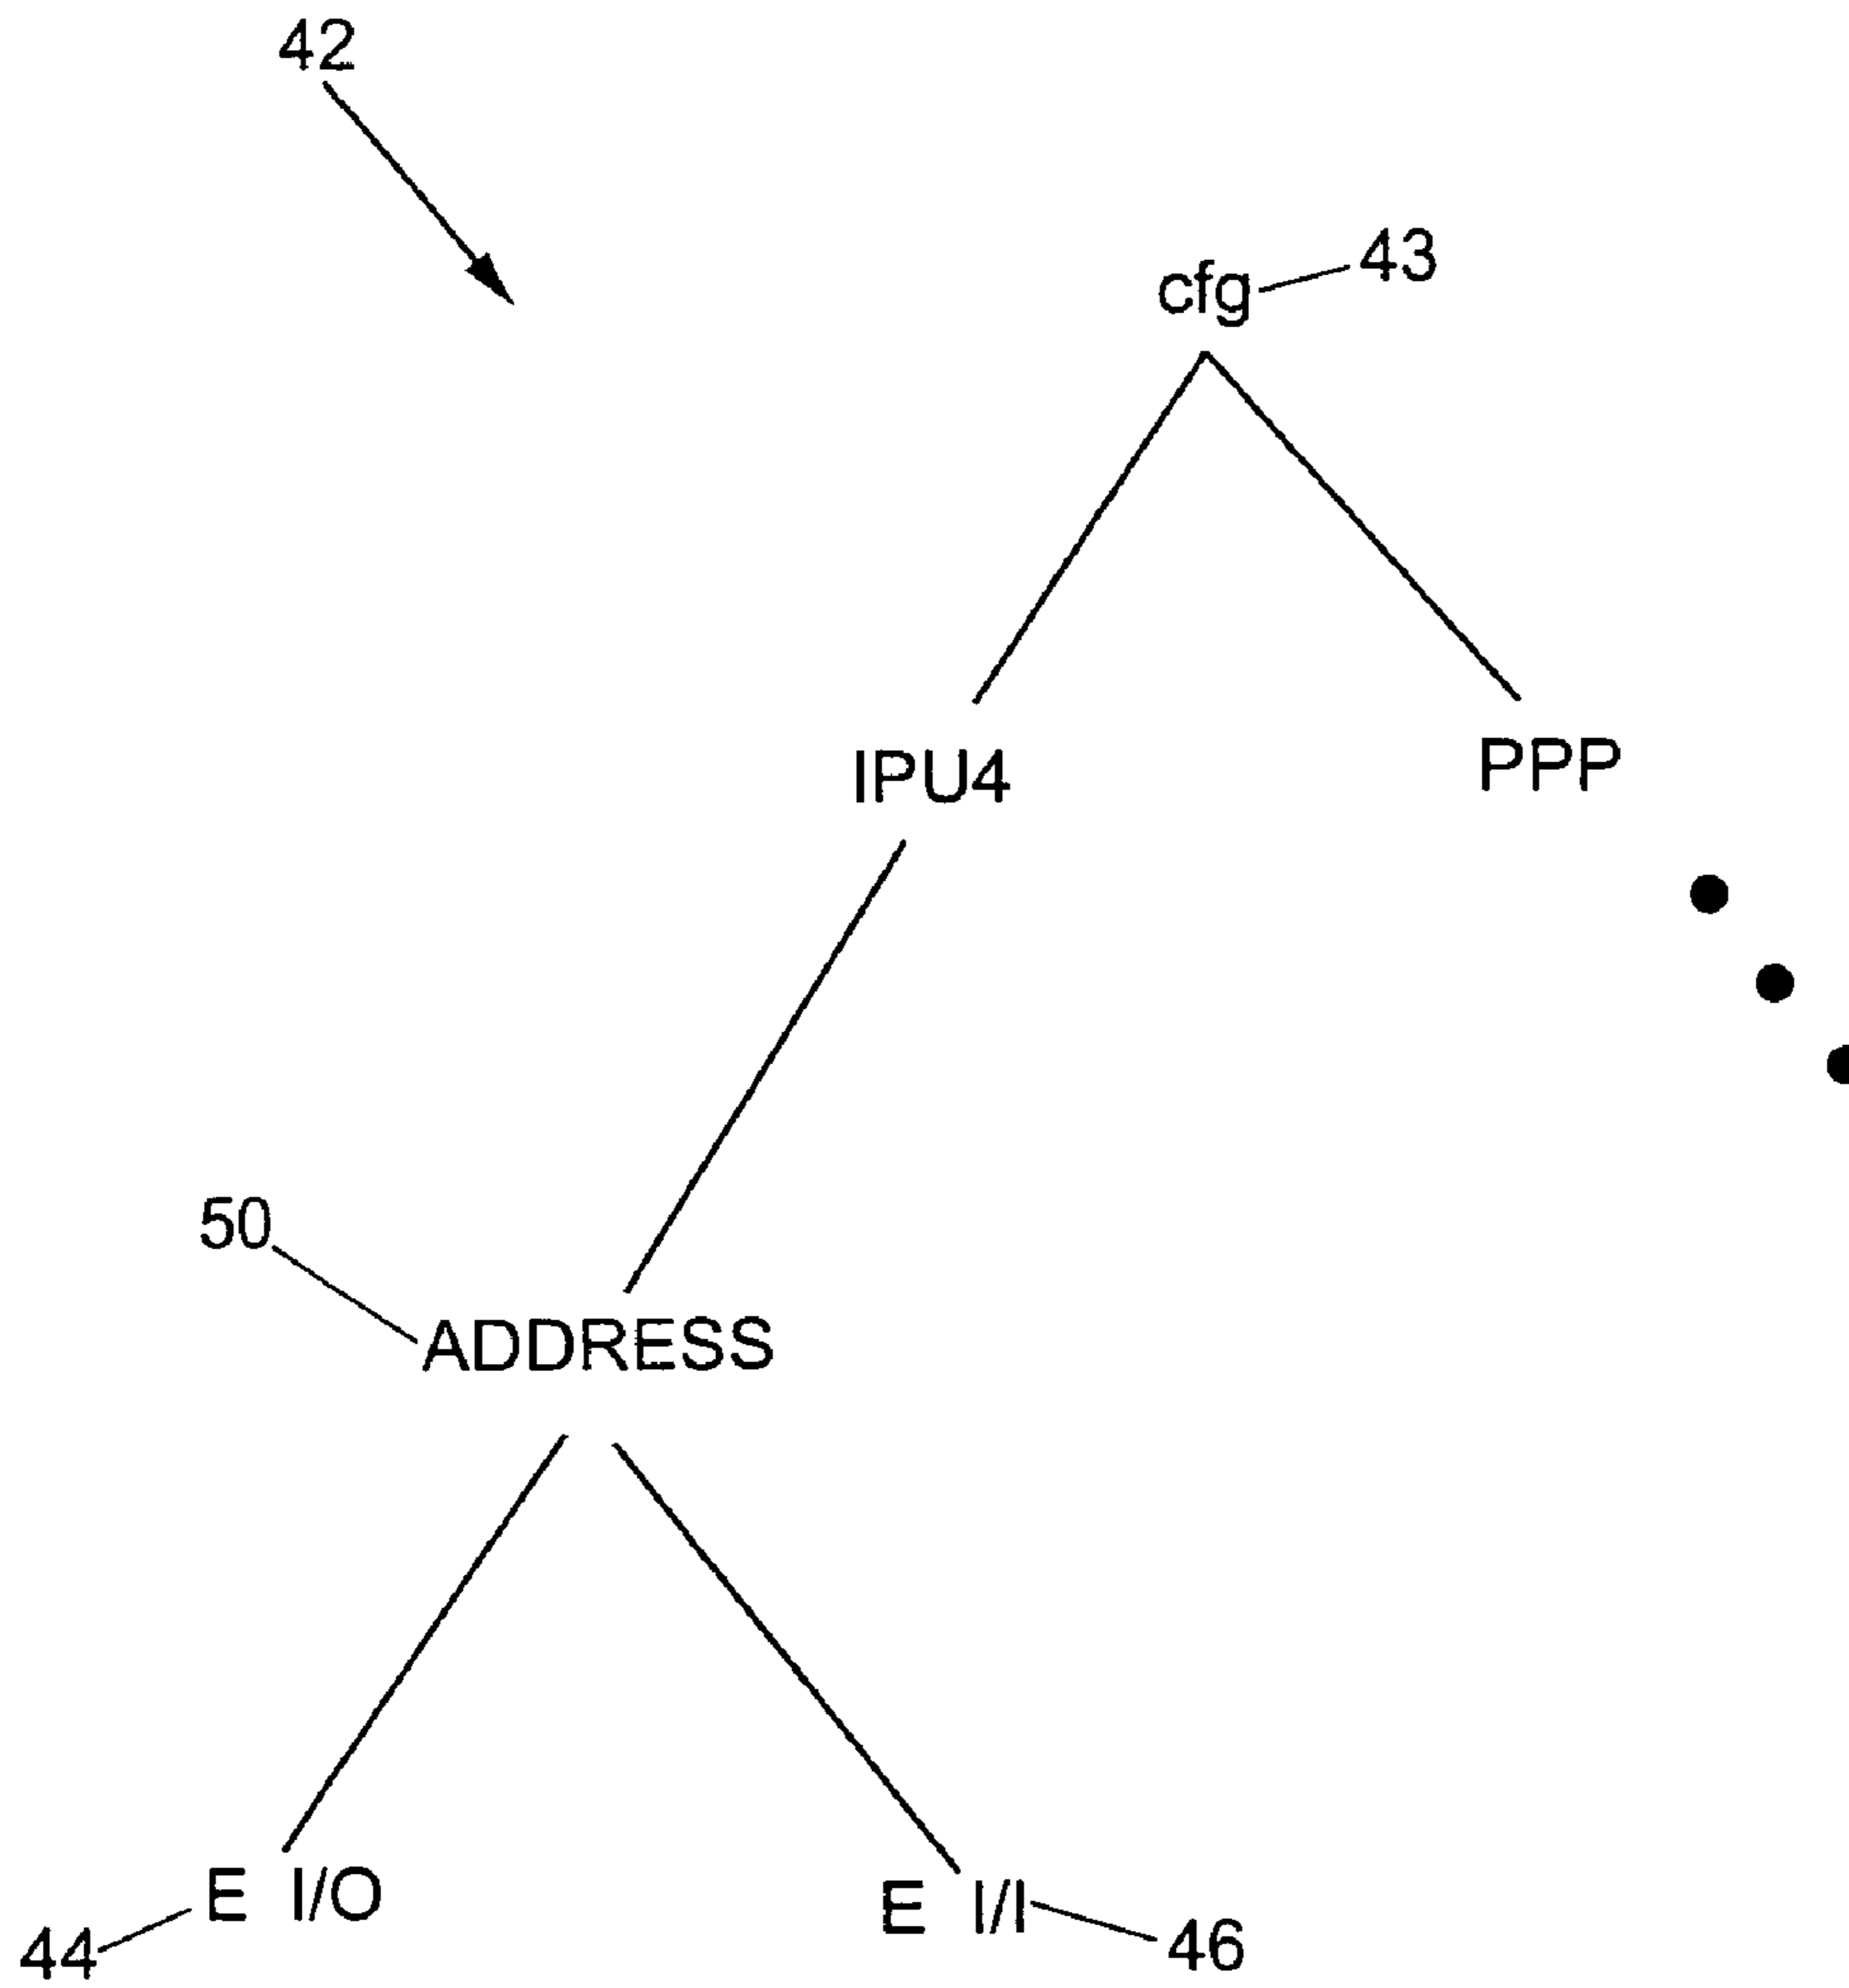 42
cfg 43
IPU4 PPP
50
ADDRESS
E I/O
E I/I
44
46